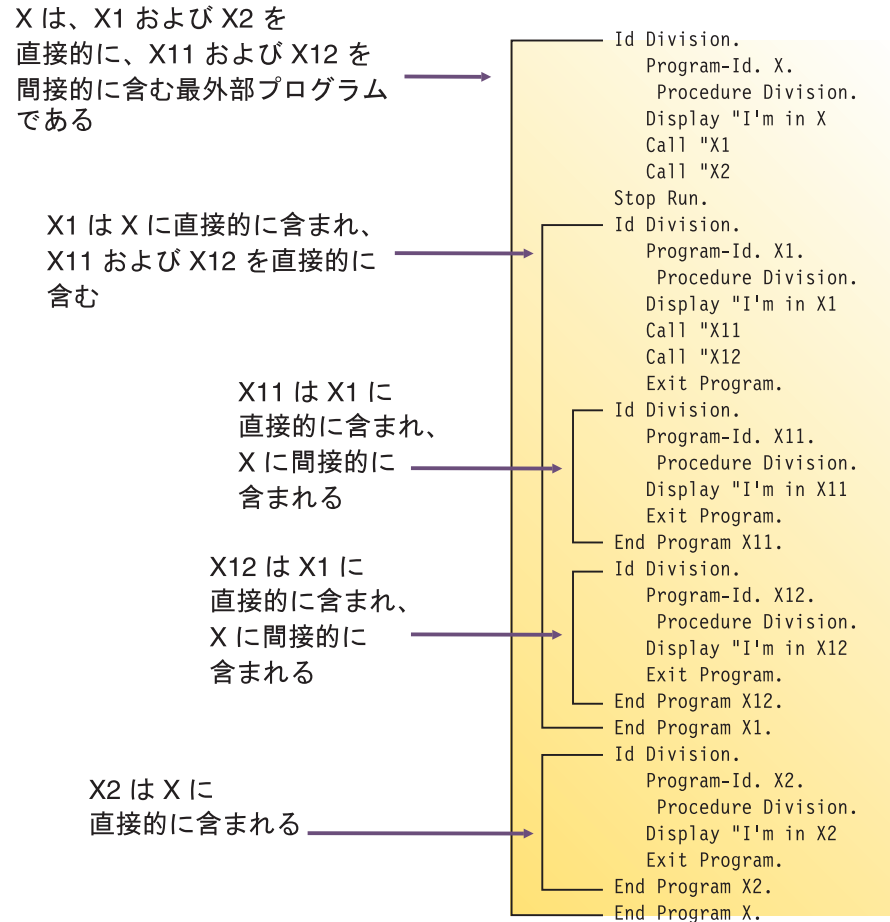 X は、X1 および X2 を
直接的に、X11 および X12 を
間接的に含む最外部プログラム
である
X1 は X に直接的に含まれ、
X11 および X12 を直接的に
含む
X11 は X1 に
直接的に含まれ、
X に間接的に
含まれる
X12 は X1 に
直接的に含まれ、
X に間接的に
含まれる
X2 は X に
直接的に含まれる
Id Division.
Program-Id. X.
Procedure Division.
Display "I'm in X
Call "X1
Call "X2
Stop Run.
Id Division.
Program-Id. X1.
Procedure Division.
Display "I'm in X1
Call "X11
Call "X12
Exit Program.
Id Division.
Program-Id. X11.
Procedure Division.
Display "I'm in X11
Exit Program.
End Program X11.
Id Division.
Program-Id. X12.
Procedure Division.
Display "I'm in X12
Exit Program.
End Program X12.
End Program X1.
Id Division.
Program-Id. X2.
Procedure Division.
Display "I'm in X2
Exit Program.
End Program X2.
End Program X.